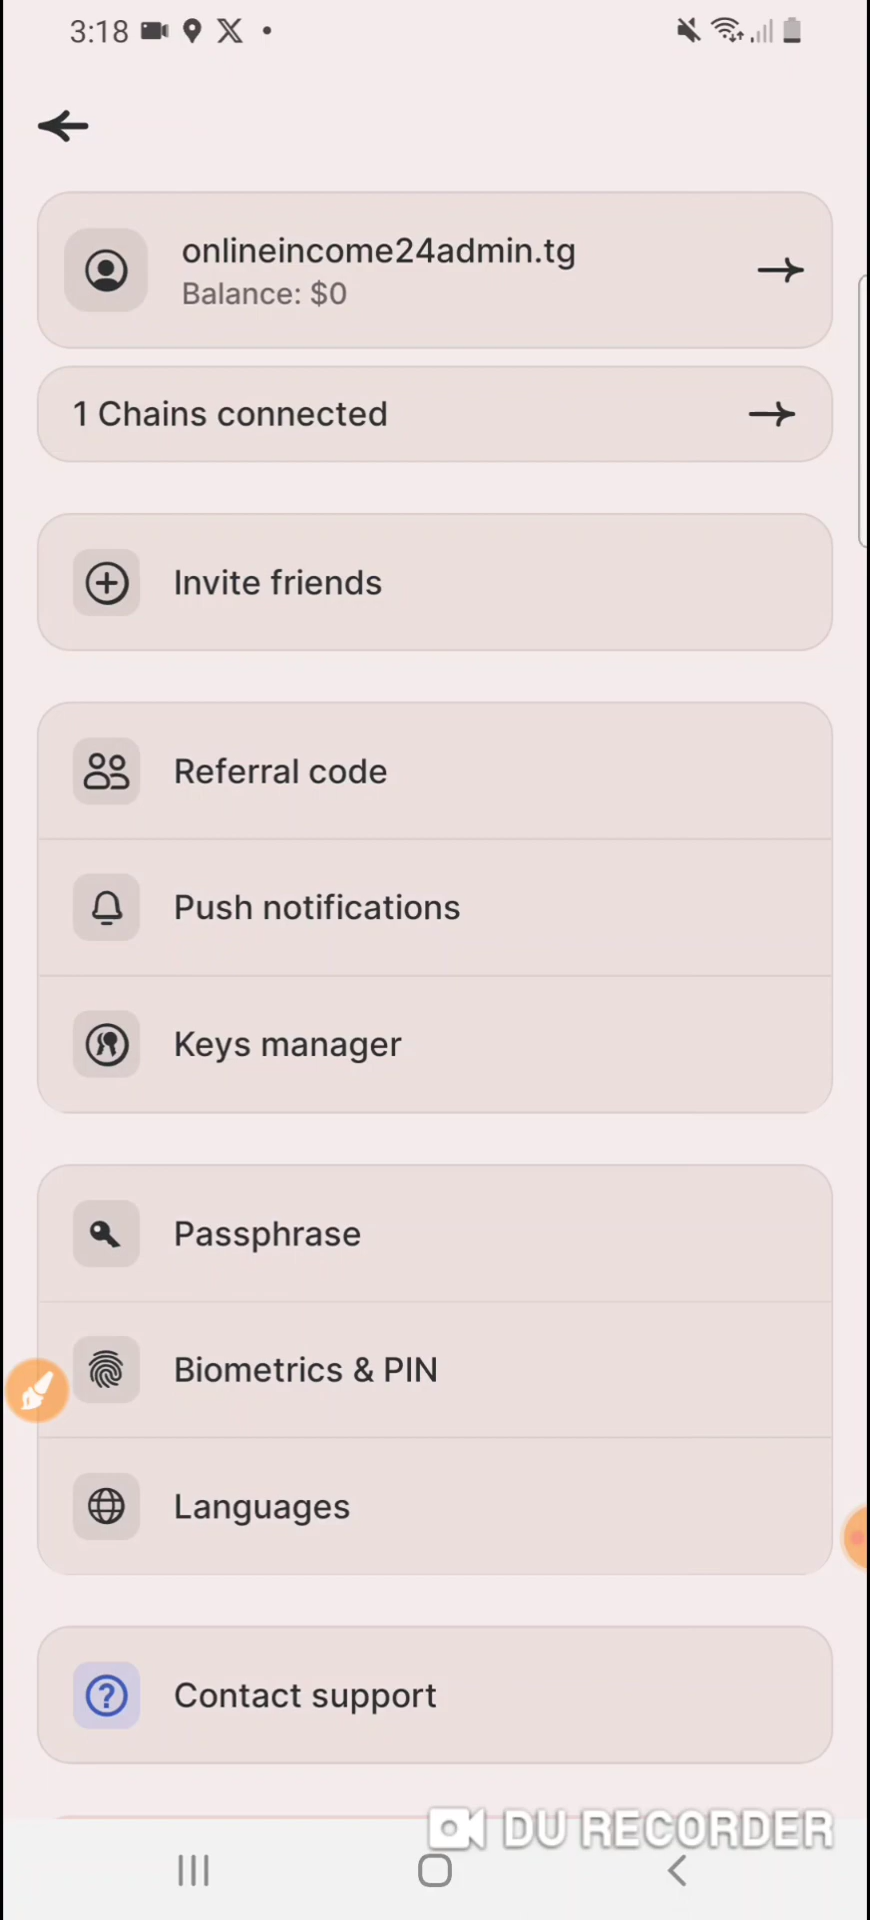 3:18
onlineincome24admin.tg
Balance: $0
1 Chains connected
Invite friends
Referral code
Push notifications
Keys manager
Passphrase
Biometrics & PIN
Languages
Contact support
DU RECORDER